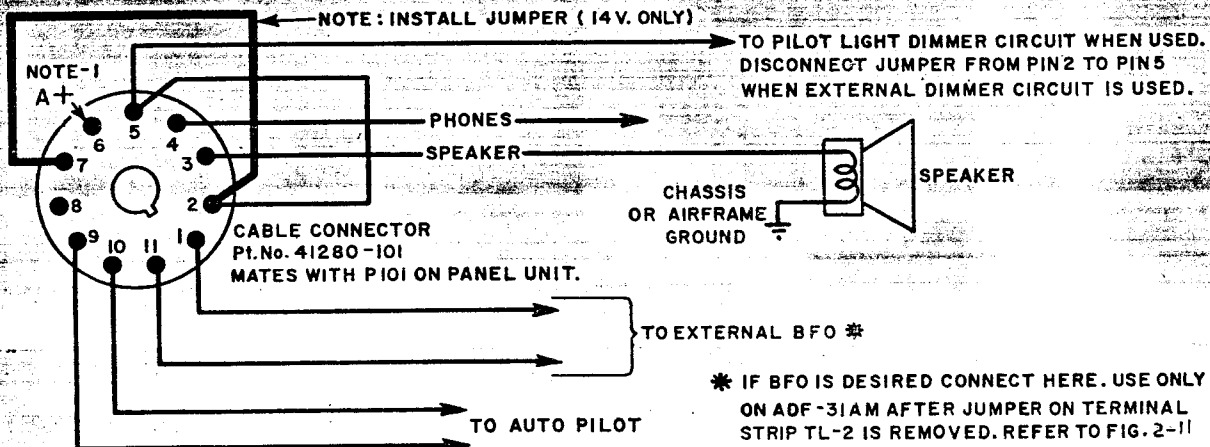 NOTE: INSTALL JUMPER (14V. ONLY)
TO PILOT LIGHT DIMMER CIRCUIT WHEN USED.
DISCONNECT JUMPER FROM PIN 2 TO PIN 5
WHEN EXTERNAL DIMMER CIRCUIT IS USED.
NOTE-1
A+
5
6
4
7
3
8
2
9
10
11
1
PHONES
SPEAKER
SPEAKER
CHASSIS
OR AIRFRAME
GROUND
CABLE CONNECTOR
Pt. No. 41280-101
MATES WITH P101 ON PANEL UNIT.
TO EXTERNAL BFO *
* IF BFO IS DESIRED CONNECT HERE. USE ONLY
ON ADF-31AM AFTER JUMPER ON TERMINAL
STRIP TL-2 IS REMOVED. REFER TO FIG. 2-11
TO AUTO PILOT